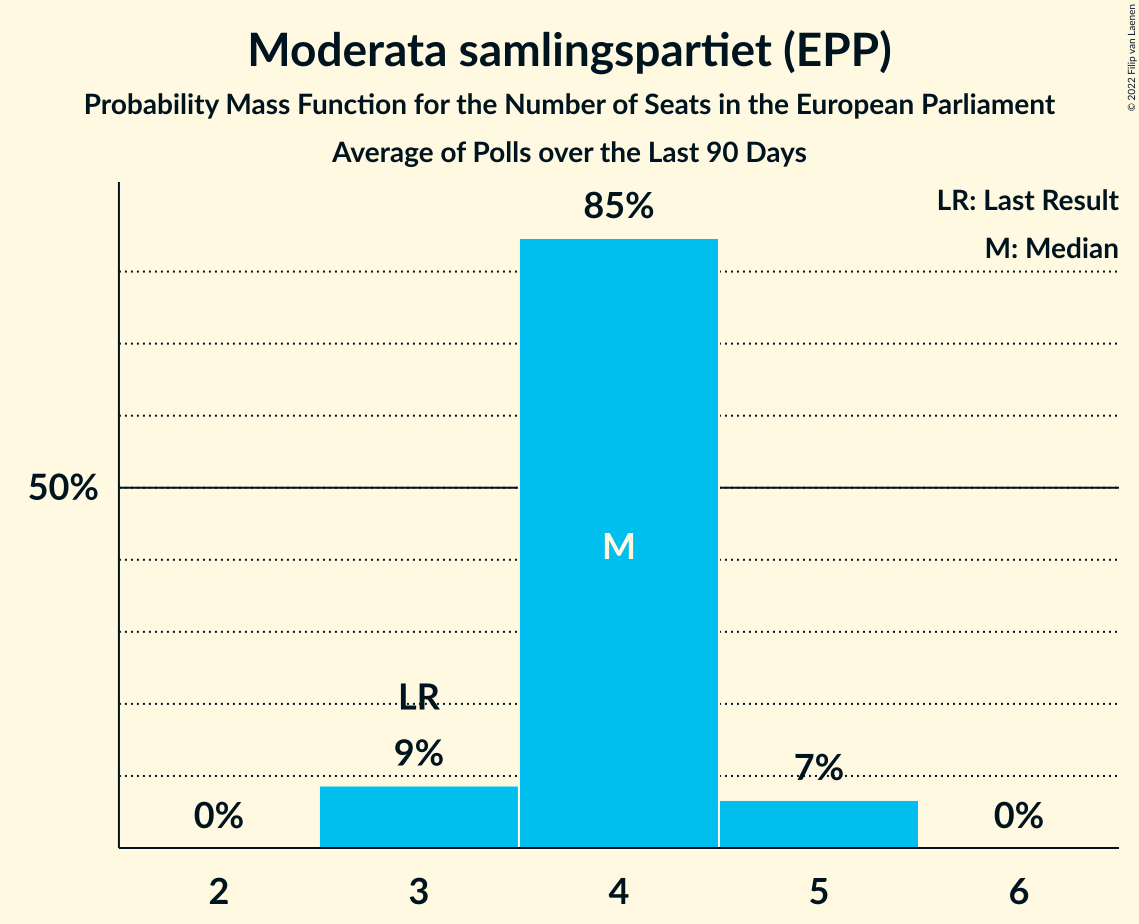 Moderata samlingspartiet (EPP)
Probability Mass Function for the Number of Seats in the European Parliament
Average of Polls over the Last 90 Days
© 2022 Filip van Laenen
LR: Last Result
M: Median
85%
50%
M
LR
9%
7%
0%
0%
2
3
4
5
6